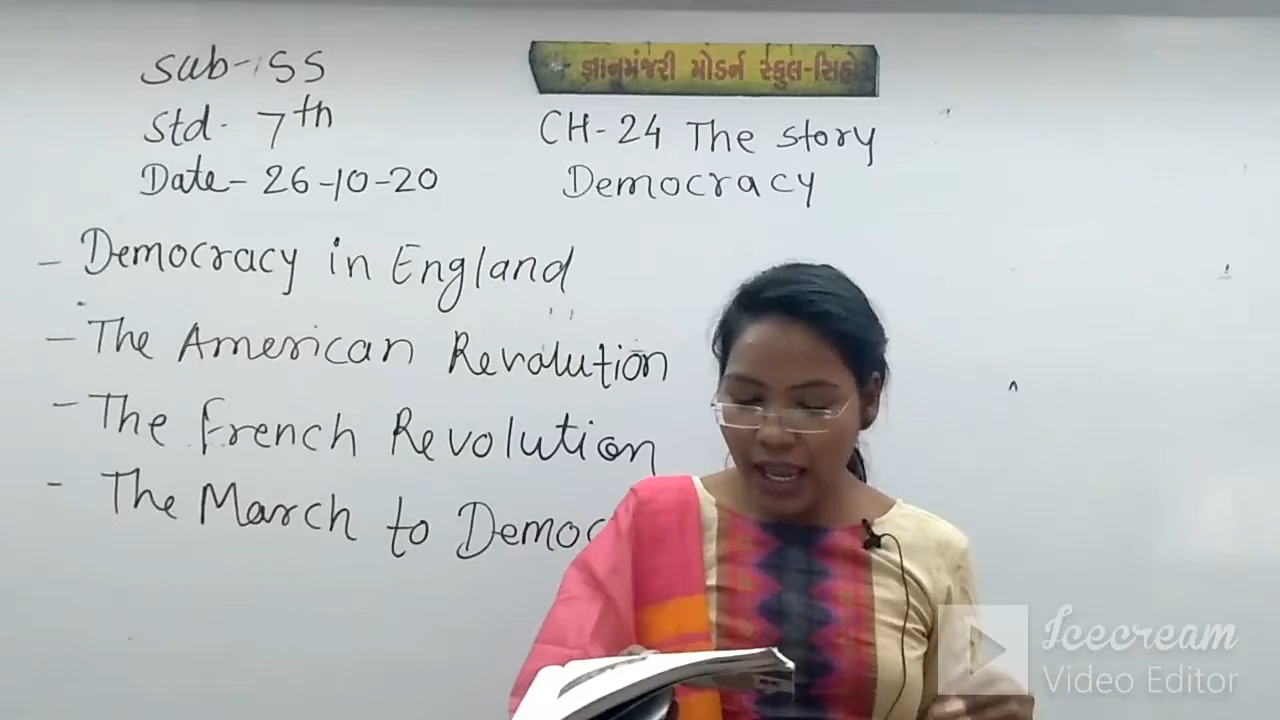 Sub-SS
Std- 7th
Date- 26-10-20
જ્ઞાનમંજરી મોડર્ન સ્કુલ-સિહોર
CH-24 The story
Democracy
- Democracy in England
- The American Revolution
- The French Revolution
- The March to Democ
Icecream
Video Editor